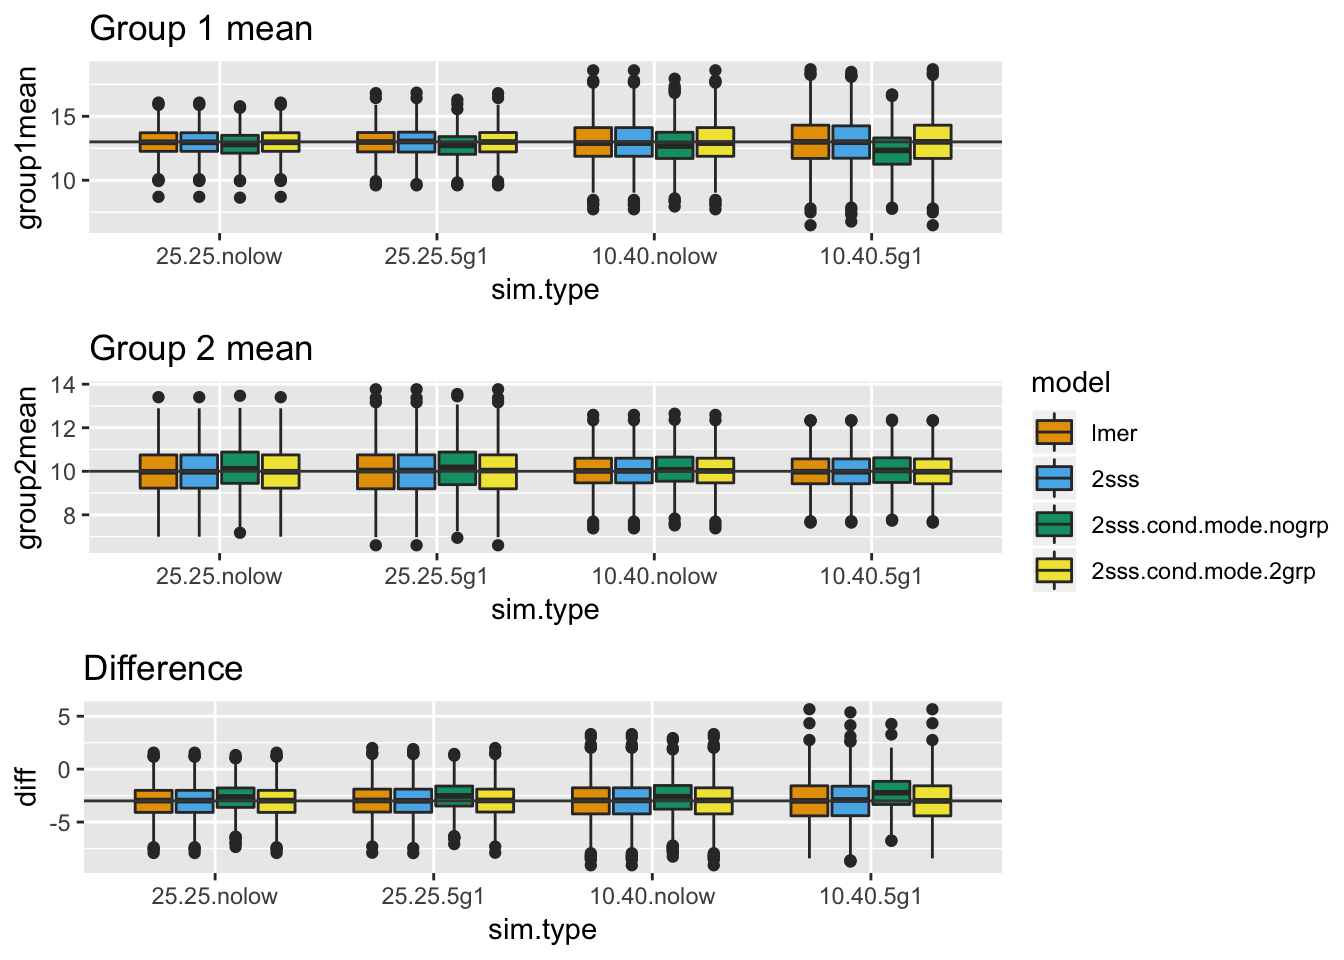 Group 1 mean
group1mean
15
10
25.25.nolow 25.25.5g1 10.40.nolow 10.40.5g1
sim.type
Group 2 mean
group2mean
14
12
10
8
25.25.nolow 25.25.5g1 10.40.nolow 10.40.5g1
sim.type
model
lmer
2sss
2sss.cond.mode.nogrp
2sss.cond.mode.2grp
Difference
diff
5
0
-5
25.25.nolow 25.25.5g1 10.40.nolow 10.40.5g1
sim.type